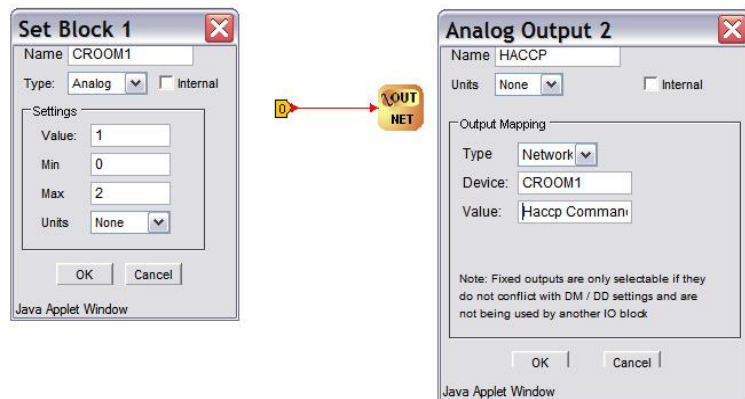 Set Block 1
Name CROOM1
Type: Analog Internal
Settings
Value: 1
Min 0
Max 2
Units None
OK Cancel
Java Applet Window
0
OUT
NET
Analog Output 2
Name HACCP
Units None Internal
Output Mapping
Type Network
Device: CROOM1
Value: Haccp Comman
Note: Fixed outputs are only selectable if they
do not conflict with DM / DD settings and are
not being used by another IO block
OK Cancel
Java Applet Window